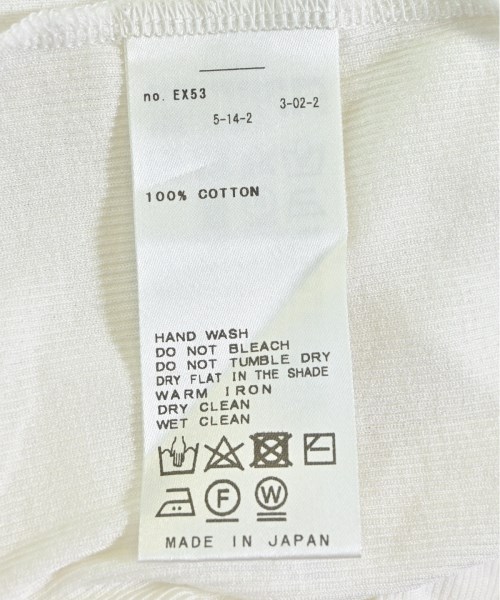 no. EX53
5-14-2 3-02-2
100% COTTON
HAND WASH
DO NOT BLEACH
DO NOT TUMBLE DRY
DRY FLAT IN THE SHADE
WARM IRON
DRY CLEAN
WET CLEAN
F W
MADE IN JAPAN